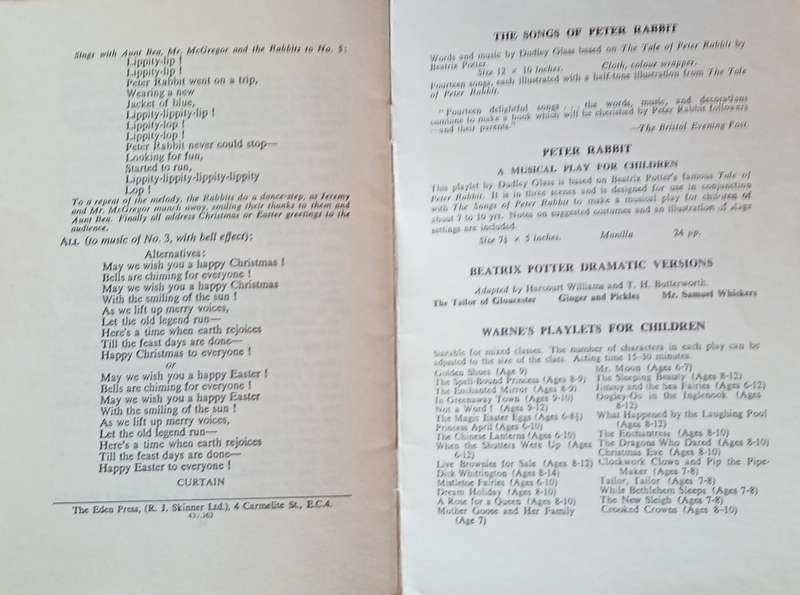 Sings with Aunt Bea, Mr. McGregor and the Rabbits to No. 5:
Lippity-lip !
Lippity-lip !
Peter Rabbit went on a trip,
Wearing a new
Jacket of blue,
Lippity-lippity-lip !
Lippity-lop !
Lippity-lop !
Peter Rabbit never could stop—
Looking for fun,
Started to run,
Lippity-lippity-lippity-lippity
Lop !
To a repeat of the melody, the Rabbits do a dance-step, as Jeremy
and Mr. McGregor munch away, smiling their thanks to them and
Aunt Bea. Finally all address Christmas or Easter greetings to the
audience.
ALL (to music of No. 3, with bell effect):
Alternatives:
May we wish you a happy Christmas !
Bells are chiming for everyone !
May we wish you a happy Christmas
With the smiling of the sun !
As we lift up merry voices,
Let the old legend run—
Here's a time when earth rejoices
Till the feast days are done—
Happy Christmas to everyone !
or
May we wish you a happy Easter !
Bells are chiming for everyone !
May we wish you a happy Easter
With the smiling of the sun !
As we lift up merry voices,
Let the old legend run—
Here's a time when earth rejoices
Till the feast days are done—
Happy Easter to everyone !
CURTAIN
The Eden Press, (R. J. Skinner Ltd.), 4 Carmelite St., E.C.4.
THE SONGS OF PETER RABBIT
Words and music by Dudley Glass based on The Tale of Peter Rabbit by
Beatrix Potter
Size 12 × 10 inches. Cloth, colour wrapper.
Fourteen songs, each illustrated with a half-tone illustration from The Tale
of Peter Rabbit.
"Fourteen delightful songs . . . the words, music, and decorations
combine to make a book which will be cherished by Peter Rabbit followers
—and their parents."
—The Bristol Evening Post.
PETER RABBIT
A MUSICAL PLAY FOR CHILDREN
This playlet by Dudley Glass is based on Beatrix Potter's famous Tale of
Peter Rabbit. It is in three scenes and is designed for use in conjunction
with The Songs of Peter Rabbit to make a musical play for children of
about 7 to 10 yrs. Notes on suggested costumes and an illustration of stage
settings are included.
Size 7½ × 5 inches. Manilla 24 pp.
BEATRIX POTTER DRAMATIC VERSIONS
Adapted by Harcourt Williams and T. H. Butterworth.
The Tailor of Gloucester Ginger and Pickles Mr. Samuel Whiskers
WARNE'S PLAYLETS FOR CHILDREN
Suitable for mixed classes. The number of characters in each play can be
adjusted to the size of the class. Acting time 15-30 minutes.
Golden Shoes (Age 9)
The Spell-Bound Princess (Ages 8-9)
The Enchanted Mirror (Ages 8-9)
In Greenaway Town (Ages 9-10)
Not a Word ! (Ages 9-12)
The Magic Easter Eggs (Ages 6-8½)
Princess April (Ages 6-10)
The Chinese Lanterns (Ages 6-10)
When the Shutters Were Up (Ages
6-12)
Live Brownies for Sale (Ages 8-12)
Dick Whittington (Ages 8-14)
Mistletoe Fairies (Ages 6-10)
Dream Holiday (Ages 8-10)
A Rose for a Queen (Ages 8-10)
Mother Goose and Her Family
(Age 7)
Mr. Moon (Ages 6-7)
The Sleeping Beauty (Ages 8-12)
Jimmy and the Sea Fairies (Ages 6-12)
in the Inglenook (Ages
8-12)
What Happened by the Laughing Pool
(Ages 8-12)
The Enchantress (Ages 8-10)
The Dragons Who Dared (Ages 8-10)
Christmas Eve (Ages 8-10)
Clockwork Clown and Pip the Pipe-
Maker (Ages 7-8)
Tailor, Tailor (Ages 7-8)
While Bethlehem Sleeps (Ages 7-8)
The New Sleigh (Ages 7-8)
Crooked Crowns (Ages 8-10)